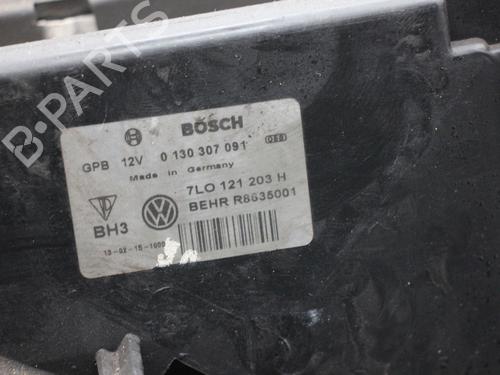 B-PARTS
BOSCH
GPB 12V 0 130 307 091
Made in Germany
7L0 121 203 H
BEHR R8635001
BH3